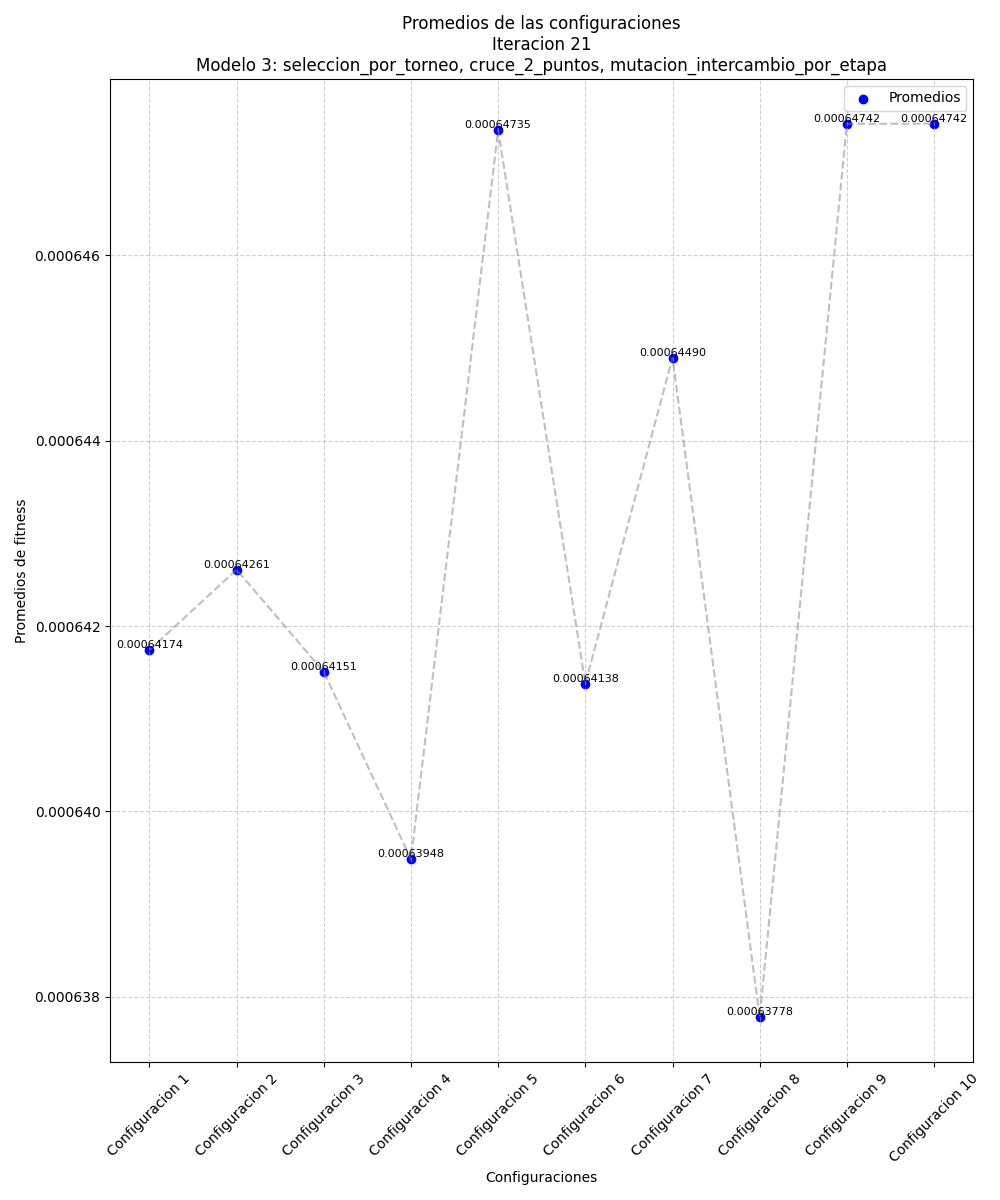 Promedios de las configuraciones
Iteracion 21
Modelo 3: seleccion_por_torneo, cruce_2_puntos, mutacion_intercambio_por_etapa
Promedios
0.00064735
0.00064742
0.00064742
0.000646
0.00064490
0.000644
0.00064261
0.000642
0.00064174
0.00064151
0.00064138
0.000640
0.00063948
0.000638
0.00063778
Promedios de fitness
Configuracion 1
Configuracion 2
Configuracion 3
Configuracion 4
Configuracion 5
Configuracion 6
Configuracion 7
Configuracion 8
Configuracion 9
Configuracion 10
Configuraciones